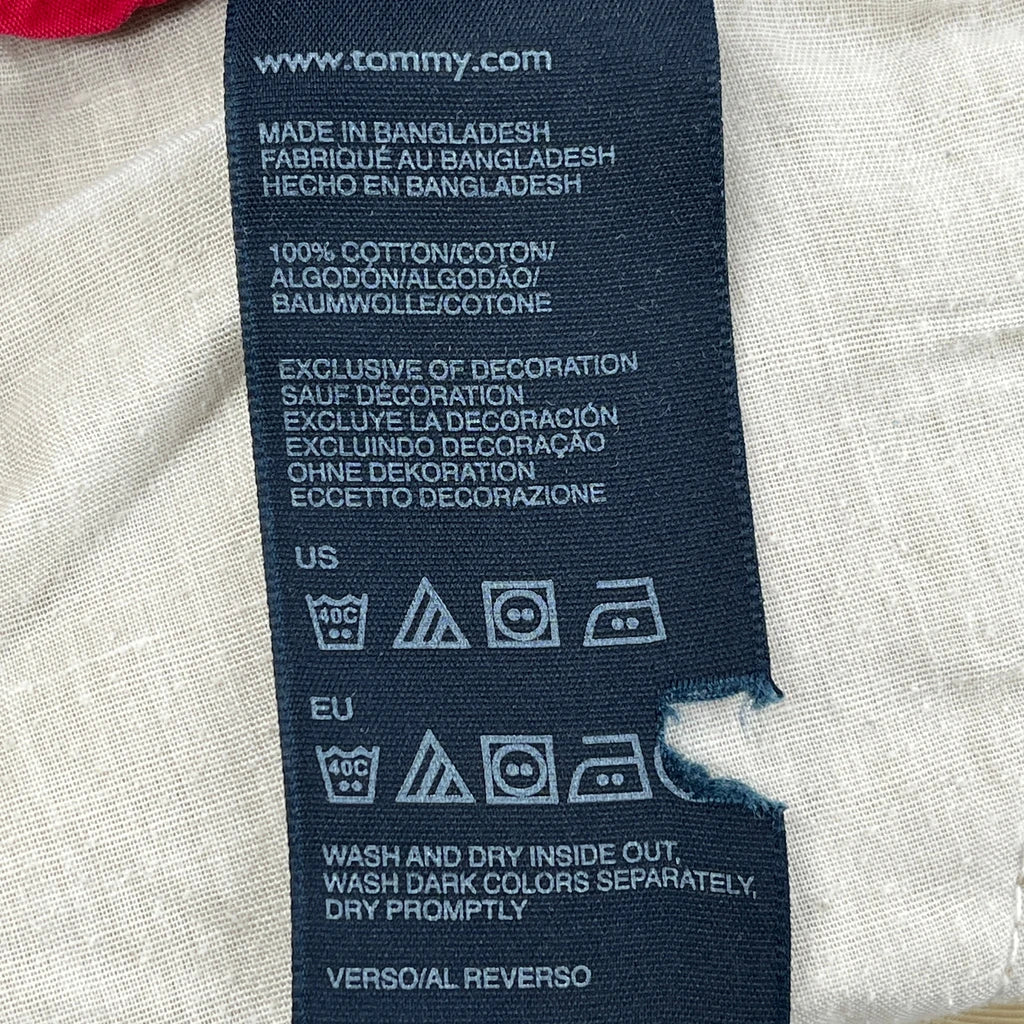 www.tommy.com
MADE IN BANGLADESH
FABRIQUÉ AU BANGLADESH
HECHO EN BANGLADESH
100% COTTON/COTON/
ALGODÓN/ALGODÃO/
BAUMWOLLE/COTONE
EXCLUSIVE OF DECORATION
SAUF DÉCORATION
EXCLUYE LA DECORACIÓN
EXCLUINDO DECORAÇÃO
OHNE DEKORATION
ECCETTO DECORAZIONE
US
40C
EU
40C
WASH AND DRY INSIDE OUT,
WASH DARK COLORS SEPARATELY,
DRY PROMPTLY
VERSO/AL REVERSO